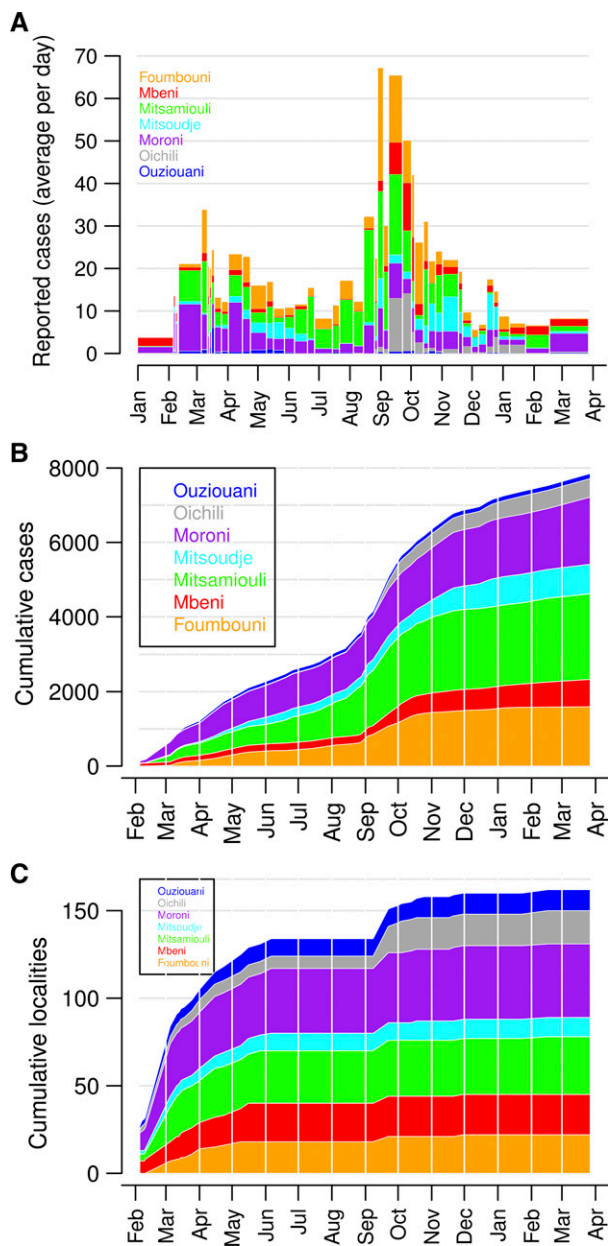 A
Reported cases (average per day)
70
60
50
40
30
20
10
0
Foumbouni
Mbeni
Mitsamiouli
Mitsoudje
Moroni
Oichili
Ouziouani
Jan Feb Mar Apr May Jun Jul Aug Sep Oct Nov Dec Jan Feb Mar Apr
B
Cumulative cases
8000
6000
4000
2000
0
Ouziouani
Oichili
Moroni
Mitsoudje
Mitsamiouli
Mbeni
Foumbouni
Feb Mar Apr May Jun Jul Aug Sep Oct Nov Dec Jan Feb Mar Apr
C
Cumulative localities
150
100
50
0
Ouziouani
Oichili
Moroni
Mitsoudje
Mitsamiouli
Mbeni
Foumbouni
Feb Mar Apr May Jun Jul Aug Sep Oct Nov Dec Jan Feb Mar Apr